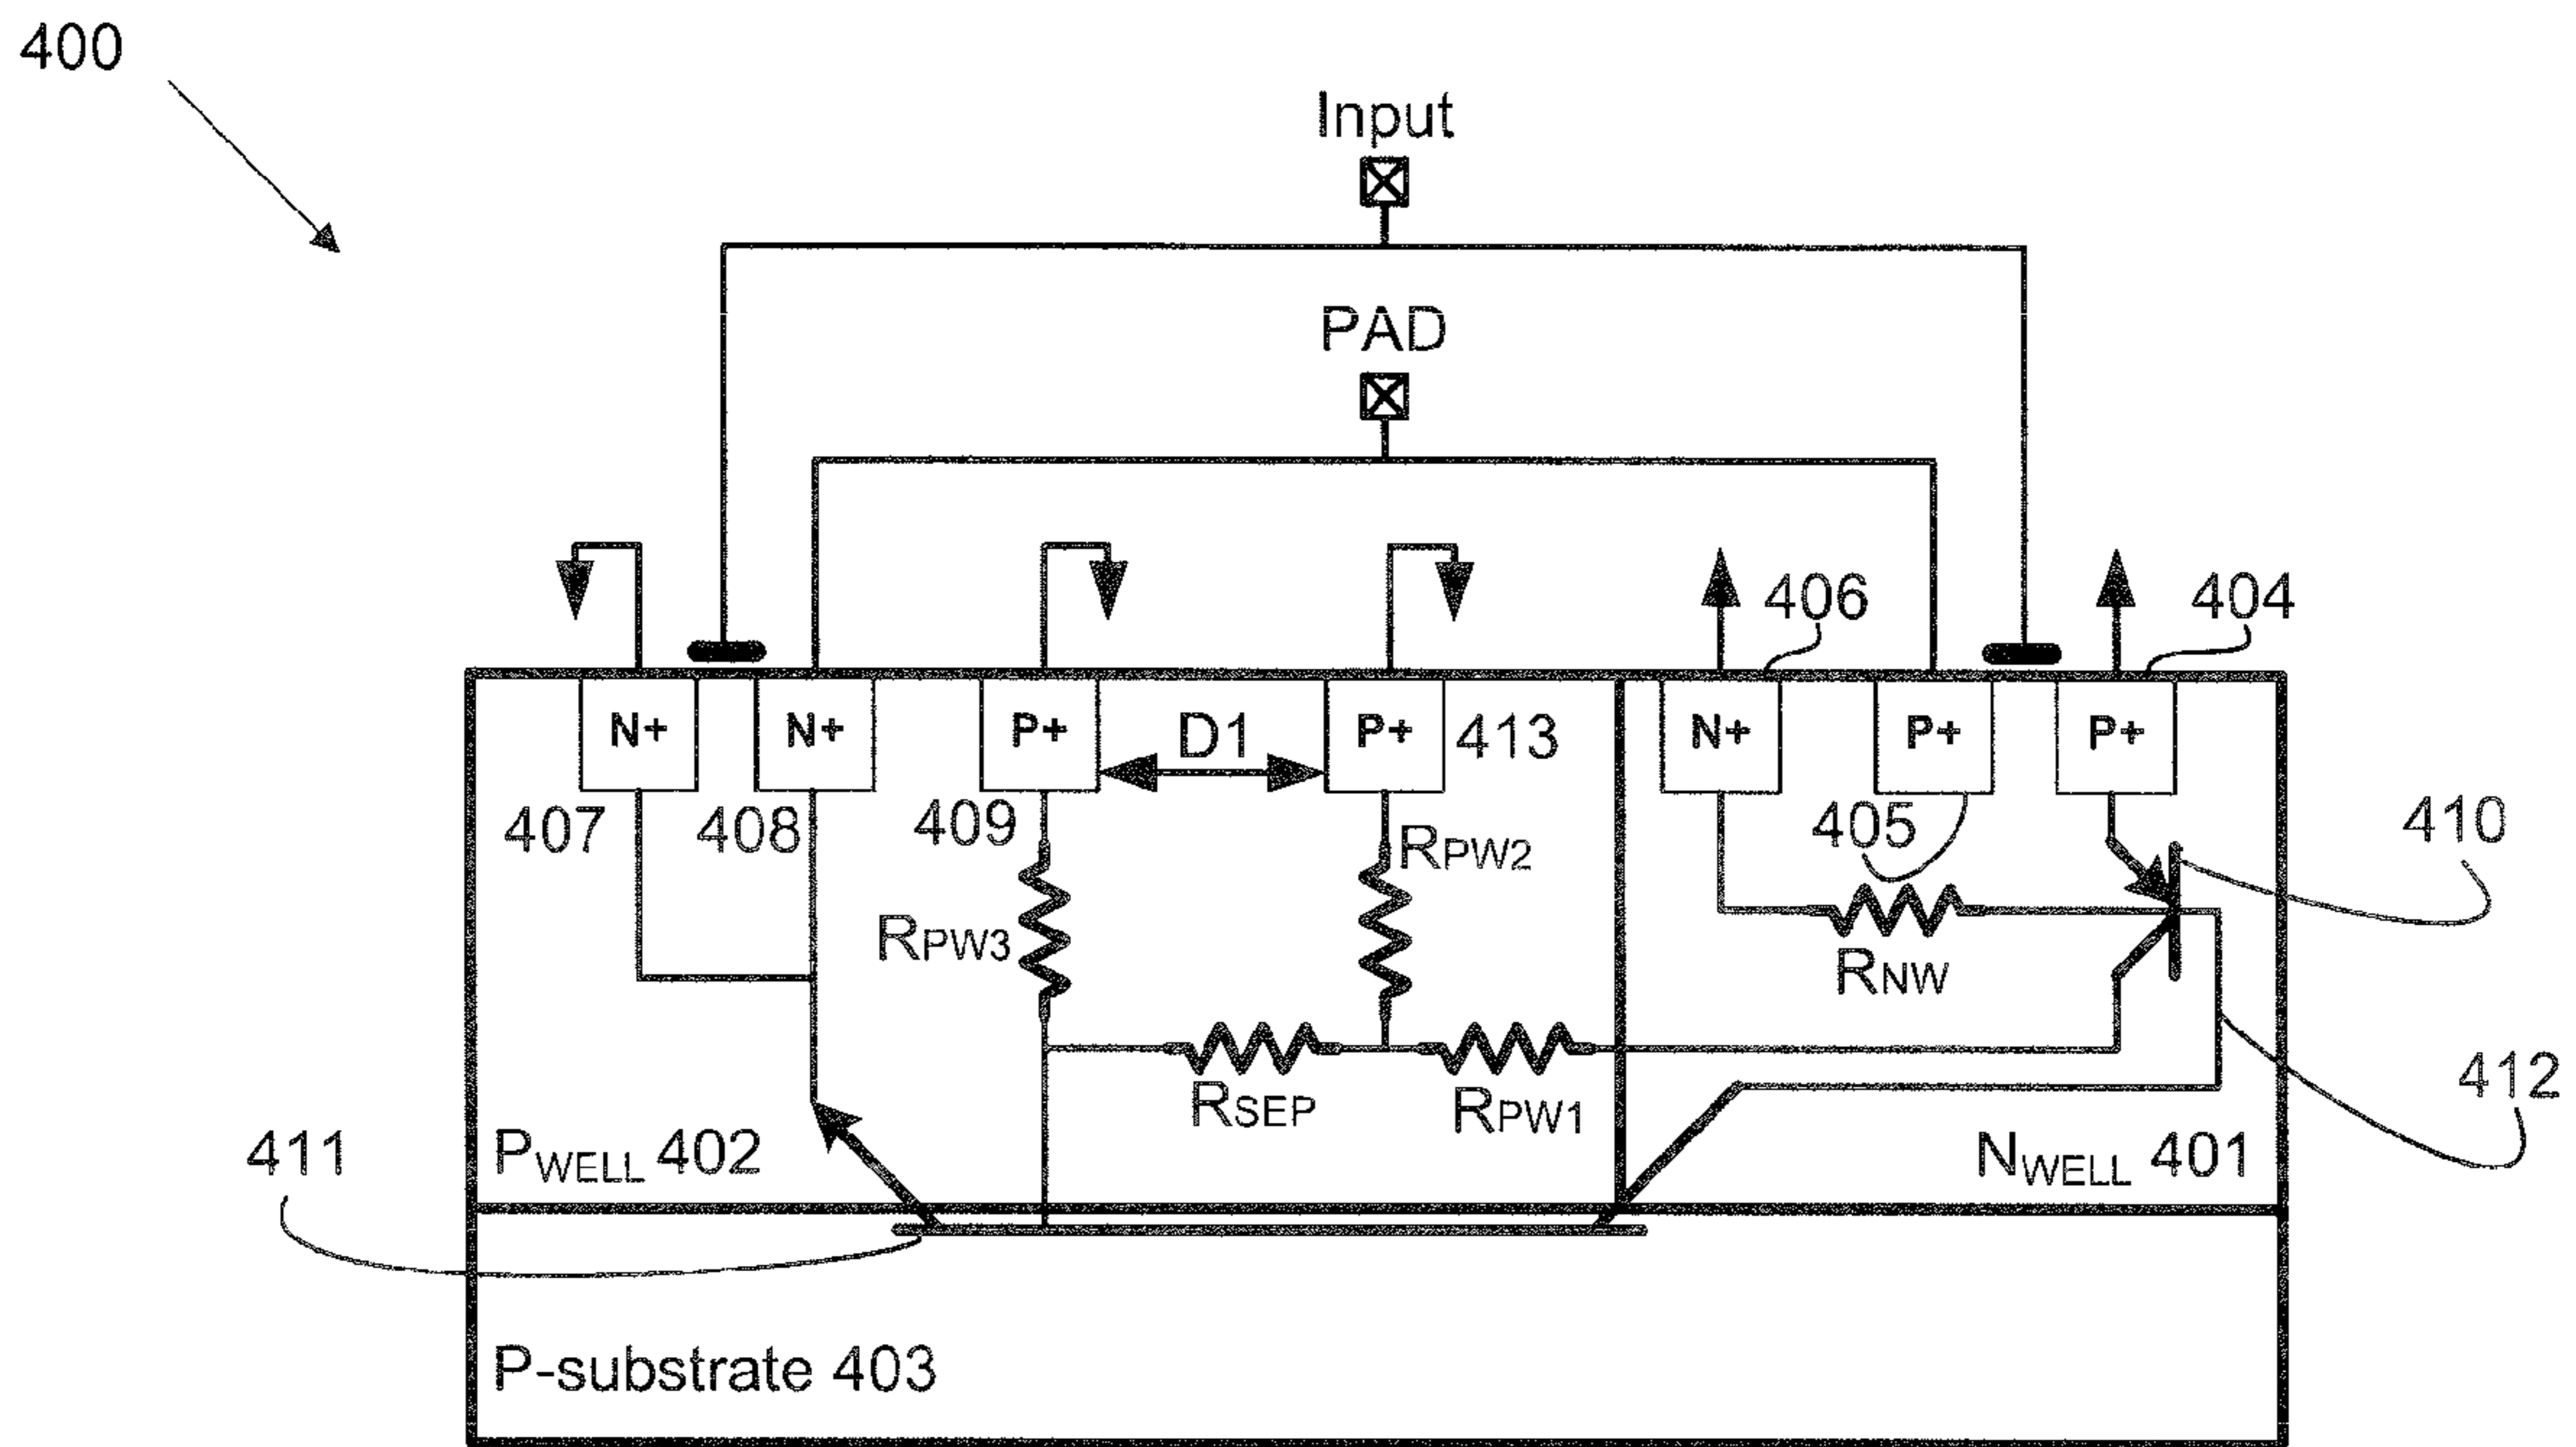 400
Input
PAD
406
404
N+
N+
P+
D1
P+
413
N+
P+
P+
407
408
409
RPW2
405
410
RPW3
RNW
RSEP
RPW1
412
411
PWELL 402
NWELL 401
P-substrate 403